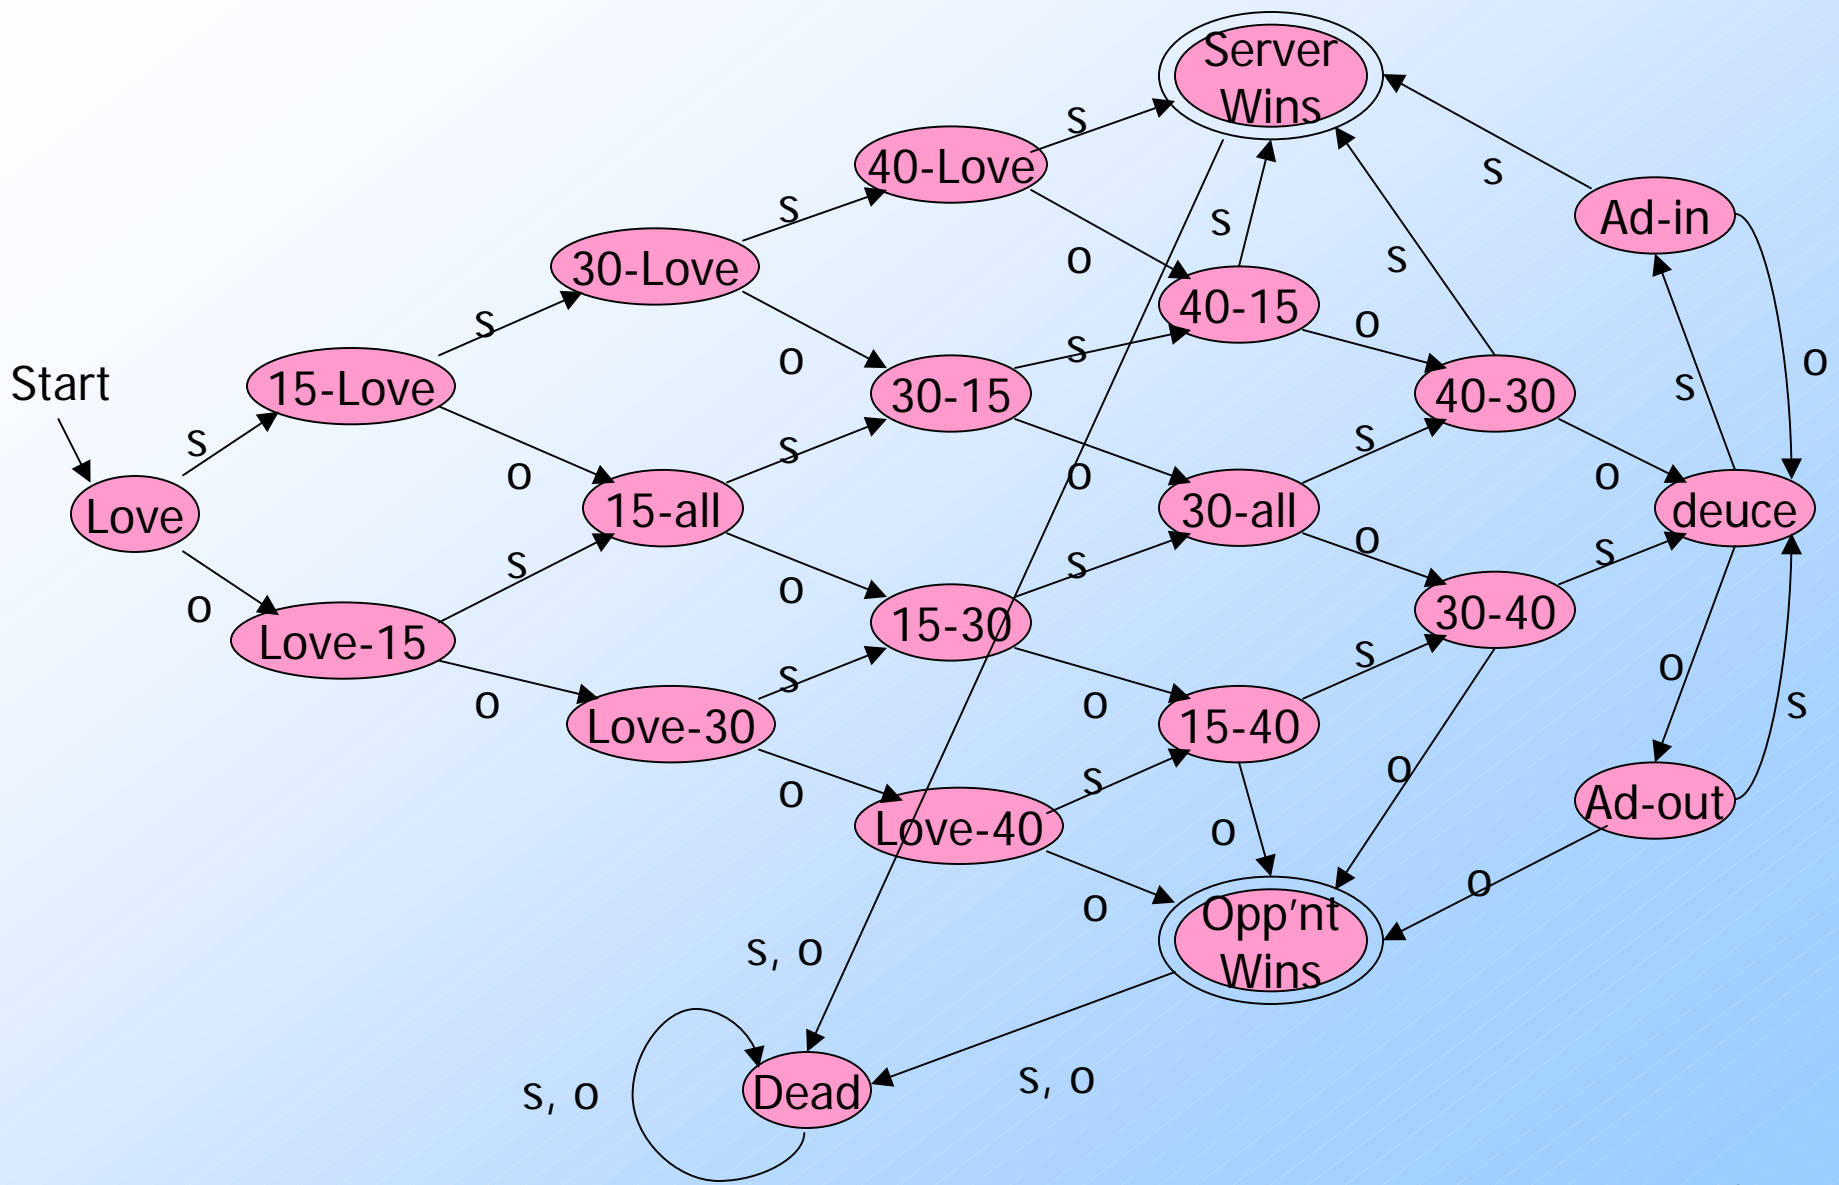 Server
Wins
s
40-Love
s
s
Ad-in
s
s
30-Love
o
s
40-15
s
o
o
Start
15-Love
o
s
30-15
40-30
s
s
s
s
o
o
o
Love
15-all
30-all
deuce
o
s
s
s
o
o
15-30
30-40
Love-15
s
o
s
o
o
s
Love-30
15-40
o
s
o
Ad-out
Love-40
o
o
o
Opp'nt
Wins
s, o
s, o
Dead
s, o